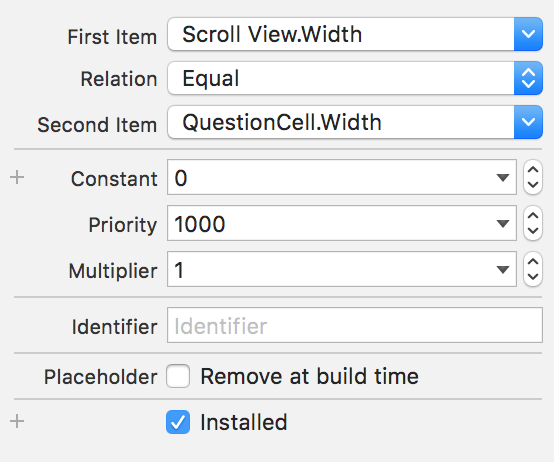 First Item Scroll View.Width
Relation Equal
Second Item QuestionCell.Width
+ Constant 0
Priority 1000
Multiplier 1
Identifier Identifier
Placeholder Remove at build time
+ Installed